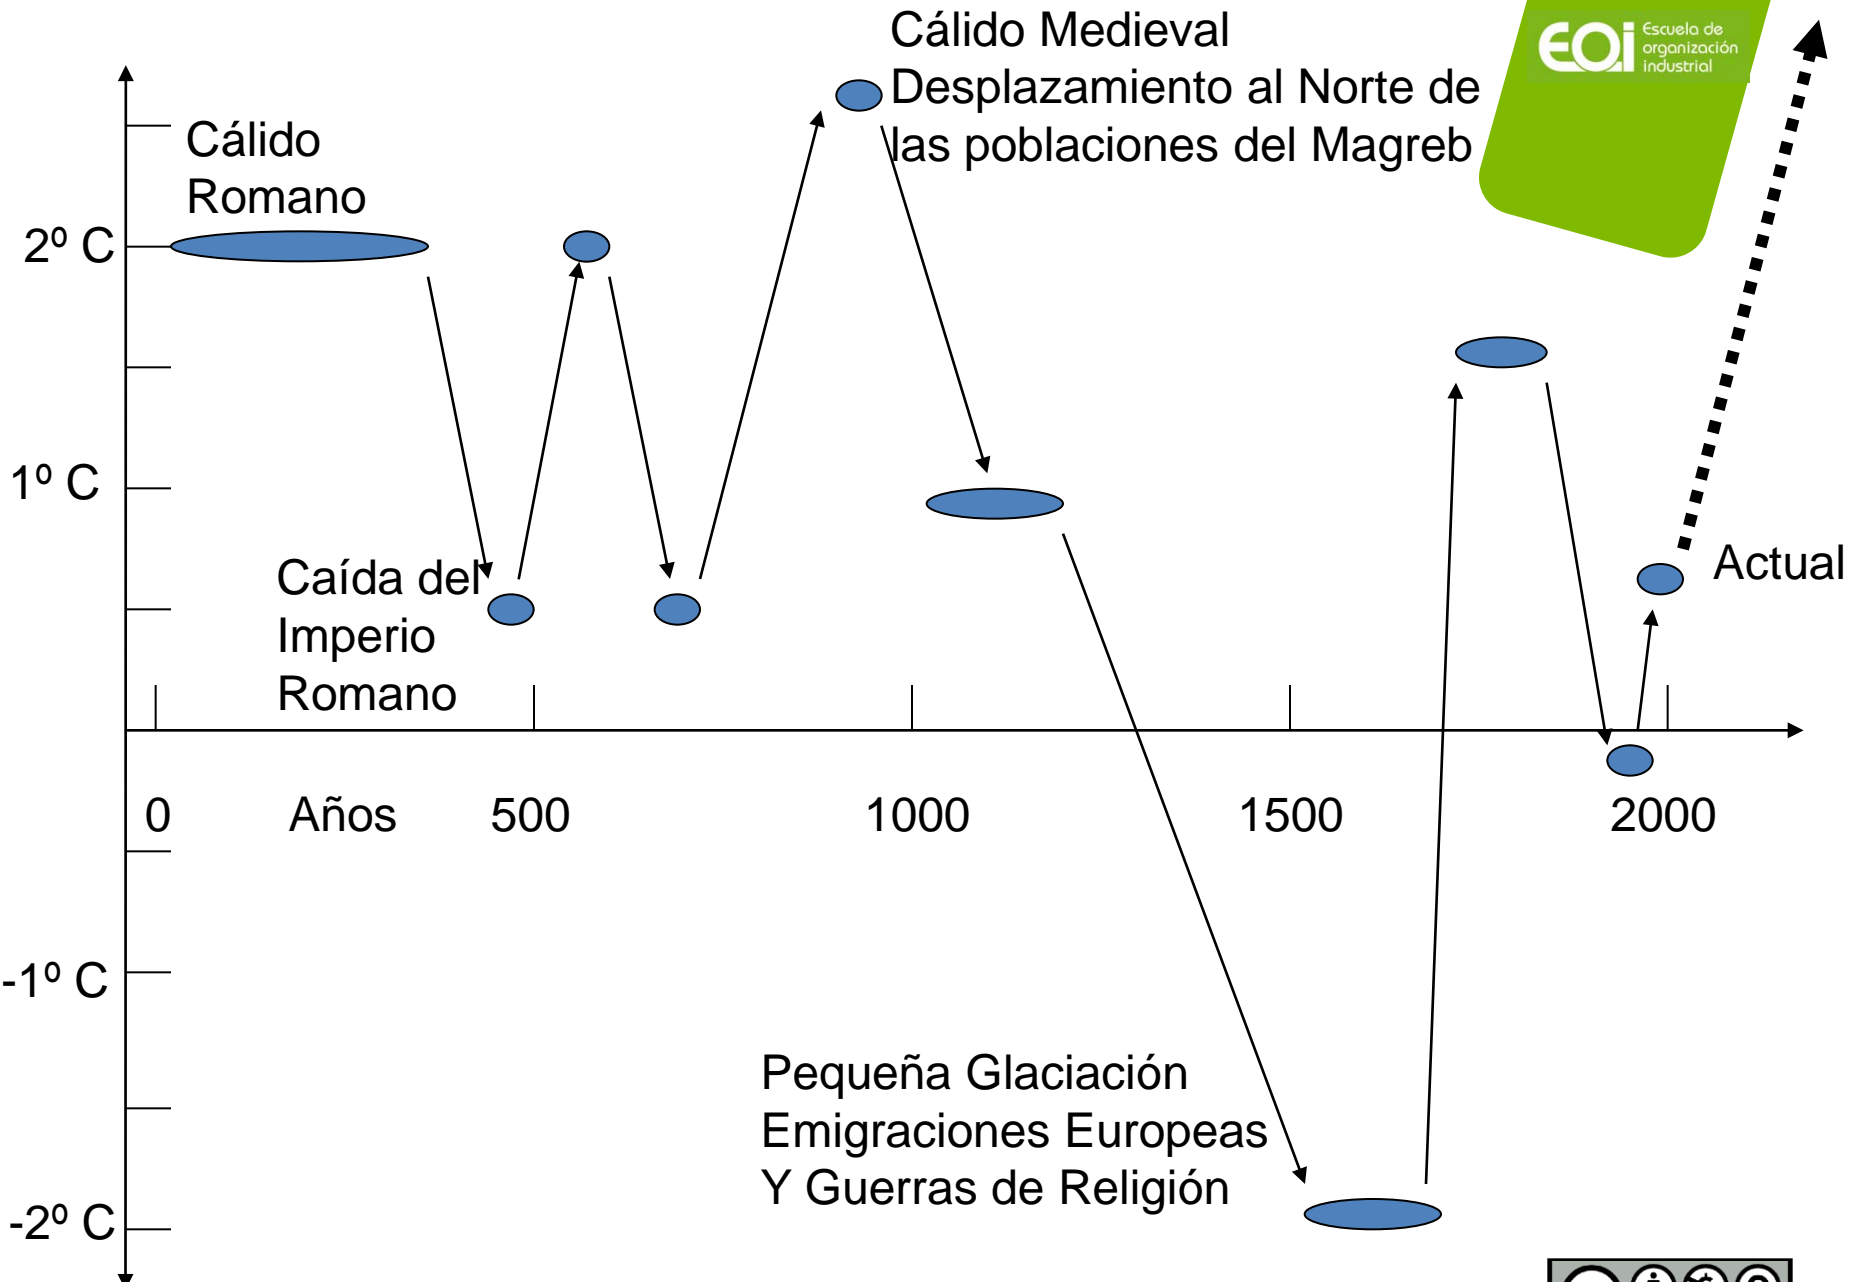 Cálido Medieval
Desplazamiento al Norte de
las poblaciones del Magreb
EOI Escuela de
organización
industrial
Cálido
Romano
2º C
1º C
Caída del
Imperio
Romano
Actual
0 Años 500 1000 1500 2000
-1º C
Pequeña Glaciación
Emigraciones Europeas
Y Guerras de Religión
-2º C